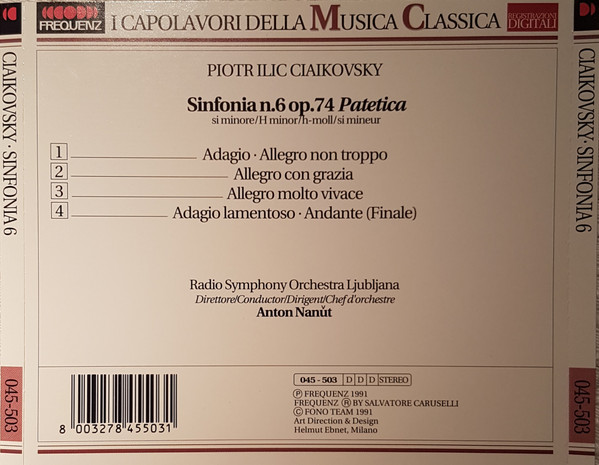 FREQUENZ
I CAPOLAVORI DELLA MUSICA CLASSICA
REGISTRAZIONI
DIGITALI
PIOTR ILIC CIAIKOVSKY
Sinfonia n.6 op.74 Patetica
si minore/H minor/h-moll/si mineur
1 Adagio · Allegro non troppo
2 Allegro con grazia
3 Allegro molto vivace
4 Adagio lamentoso · Andante (Finale)
Radio Symphony Orchestra Ljubljana
Direttore/Conductor/Dirigent/Chef d'orchestre
Anton Nanǔt
8 003278 455031
045 - 503 D D D STEREO
Ⓟ FREQUENZ 1991
FREQUENZ Ⓡ BY SALVATORE CARUSELLI
© FONO TEAM 1991
Art Direction & Design
Helmut Ebnet, Milano
CIAIKOVSKY · SINFONIA 6
045-503
CIAIKOVSKY · SINFONIA 6
045-503